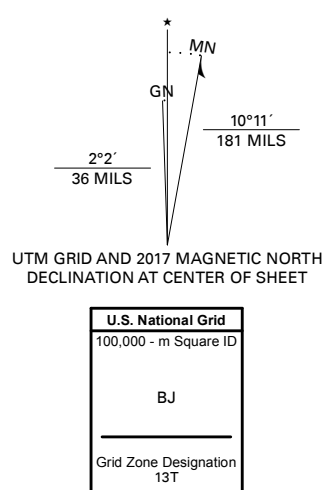 ★
MN
GN
10°11´
181 MILS
2°2´
36 MILS
UTM GRID AND 2017 MAGNETIC NORTH
DECLINATION AT CENTER OF SHEET
U.S. National Grid
100,000 - m Square ID
BJ
Grid Zone Designation
13T